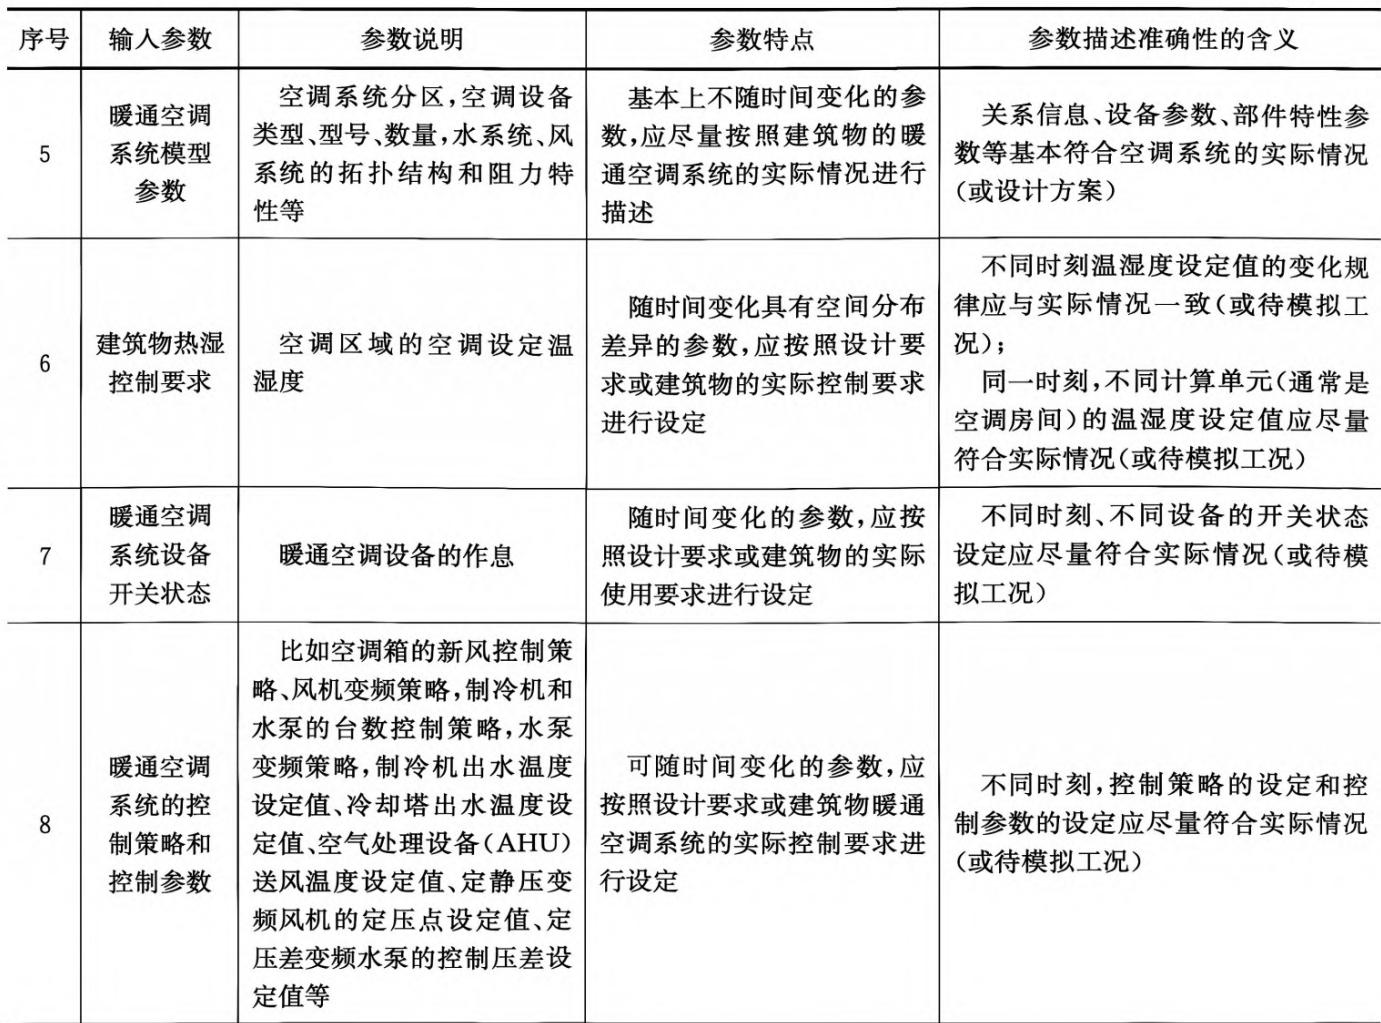 序号 输入参数 参数说明 参数特点 参数描述准确性的含义
5
暖通空调
系统模型
参数
空调系统分区,空调设备
类型、型号、数量,水系统、风
系统的拓扑结构和阻力特
性等
基本上不随时间变化的参
数,应尽量按照建筑物的暖
通空调系统的实际情况进行
描述
关系信息、设备参数、部件特性参
数等基本符合空调系统的实际情况
(或设计方案)
6
建筑物热湿
控制要求
空调区域的空调设定温
湿度
随时间变化具有空间分布
差异的参数,应按照设计要
求或建筑物的实际控制要求
进行设定
不同时刻温湿度设定值的变化规
律应与实际情况一致(或待模拟工
况);
同一时刻,不同计算单元(通常是
空调房间)的温湿度设定值应尽量
符合实际情况(或待模拟工况)
7
暖通空调
系统设备
开关状态
暖通空调设备的作息
随时间变化的参数,应按
照设计要求或建筑物的实际
使用要求进行设定
不同时刻、不同设备的开关状态
设定应尽量符合实际情况(或待模
拟工况)
8
暖通空调
系统的控
制策略和
控制参数
比如空调箱的新风控制策
略、风机变频策略,制冷机和
水泵的台数控制策略,水泵
变频策略,制冷机出水温度
设定值、冷却塔出水温度设
定值、空气处理设备(AHU)
送风温度设定值、定静压变
频风机的定压点设定值、定
压差变频水泵的控制压差设
定值等
可随时间变化的参数,应
按照设计要求或建筑物暖通
空调系统的实际控制要求进
行设定
不同时刻,控制策略的设定和控
制参数的设定应尽量符合实际情况
(或待模拟工况)